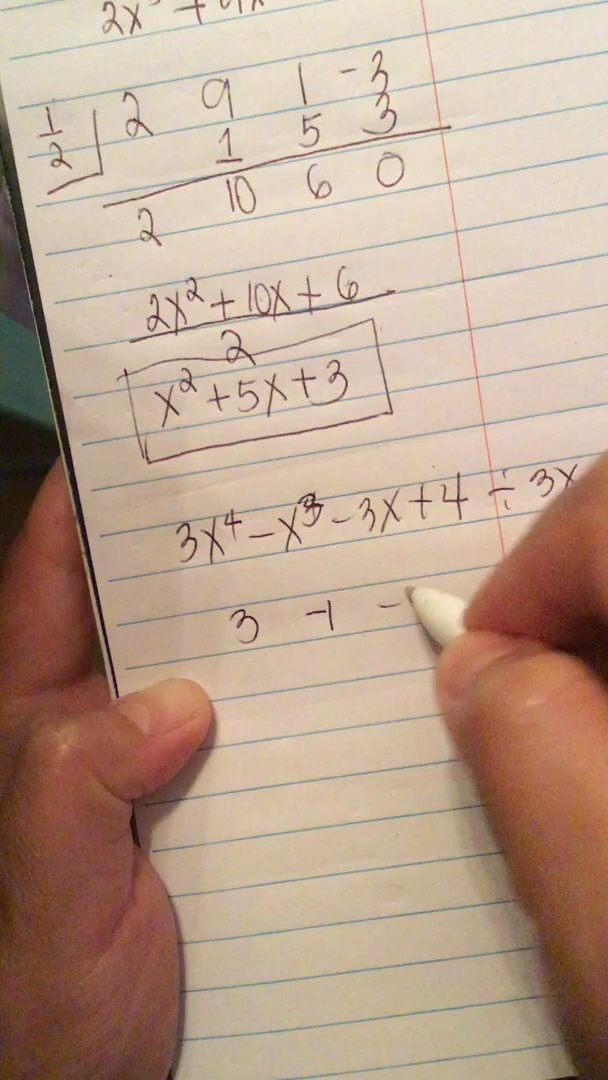 2x
1/2 2 9 1 -3
1 5 3
2 10 6 0
2x² + 10x + 6
2
x² + 5x + 3
3x⁴ - x³ - 3x + 4 ÷ 3x
3 -1 -